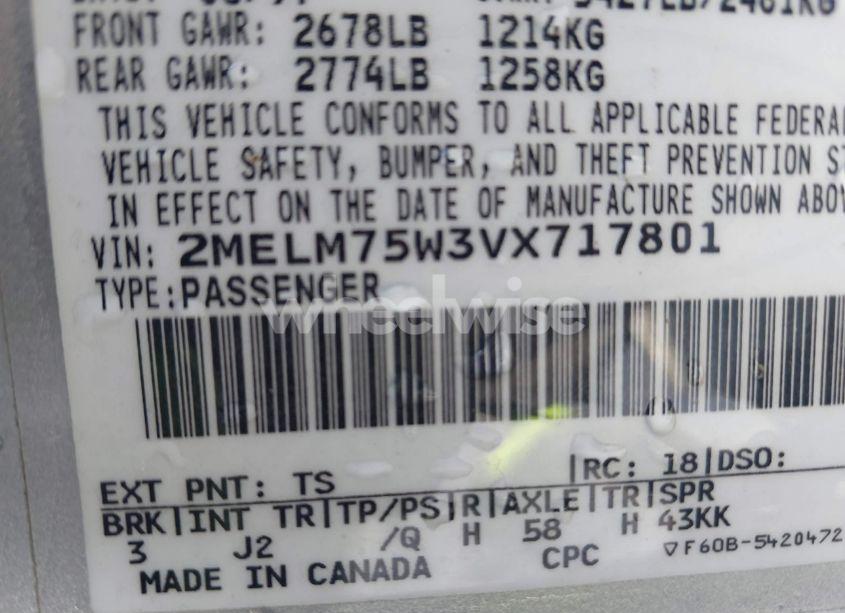 FRONT GAWR: 2678LB 1214KG
REAR GAWR: 2774LB 1258KG
THIS VEHICLE CONFORMS TO ALL APPLICABLE FEDERAL
VEHICLE SAFETY, BUMPER, AND THEFT PREVENTION
IN EFFECT ON THE DATE OF MANUFACTURE SHOWN ABOV
VIN: 2MELM75W3VX717801
TYPE:PASSENGER
wheelwise
EXT PNT: TS |RC: 18|DSO:
BRK|INT TR|TP/PS|R|AXLE|TR|SPR
3 J2 /Q H 58 H 43KK
MADE IN CANADA CPC ▽F60B-5420472